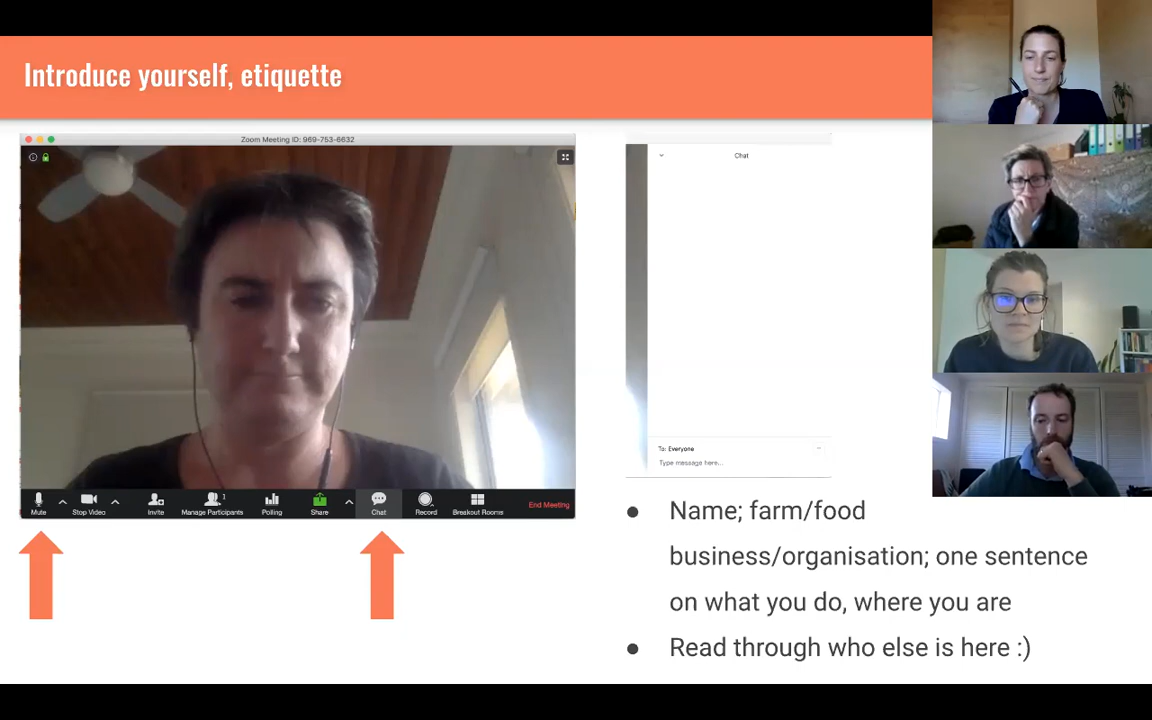 Introduce yourself, etiquette
Zoom Meeting ID: 969-753-6632
Chat
To: Everyone
Type message here...
Mute
Stop Video
Invite
1
Manage Participants
Polling
Share
Chat
Record
Breakout Rooms
End Meeting
● Name; farm/food
business/organisation; one sentence
on what you do, where you are
● Read through who else is here :)